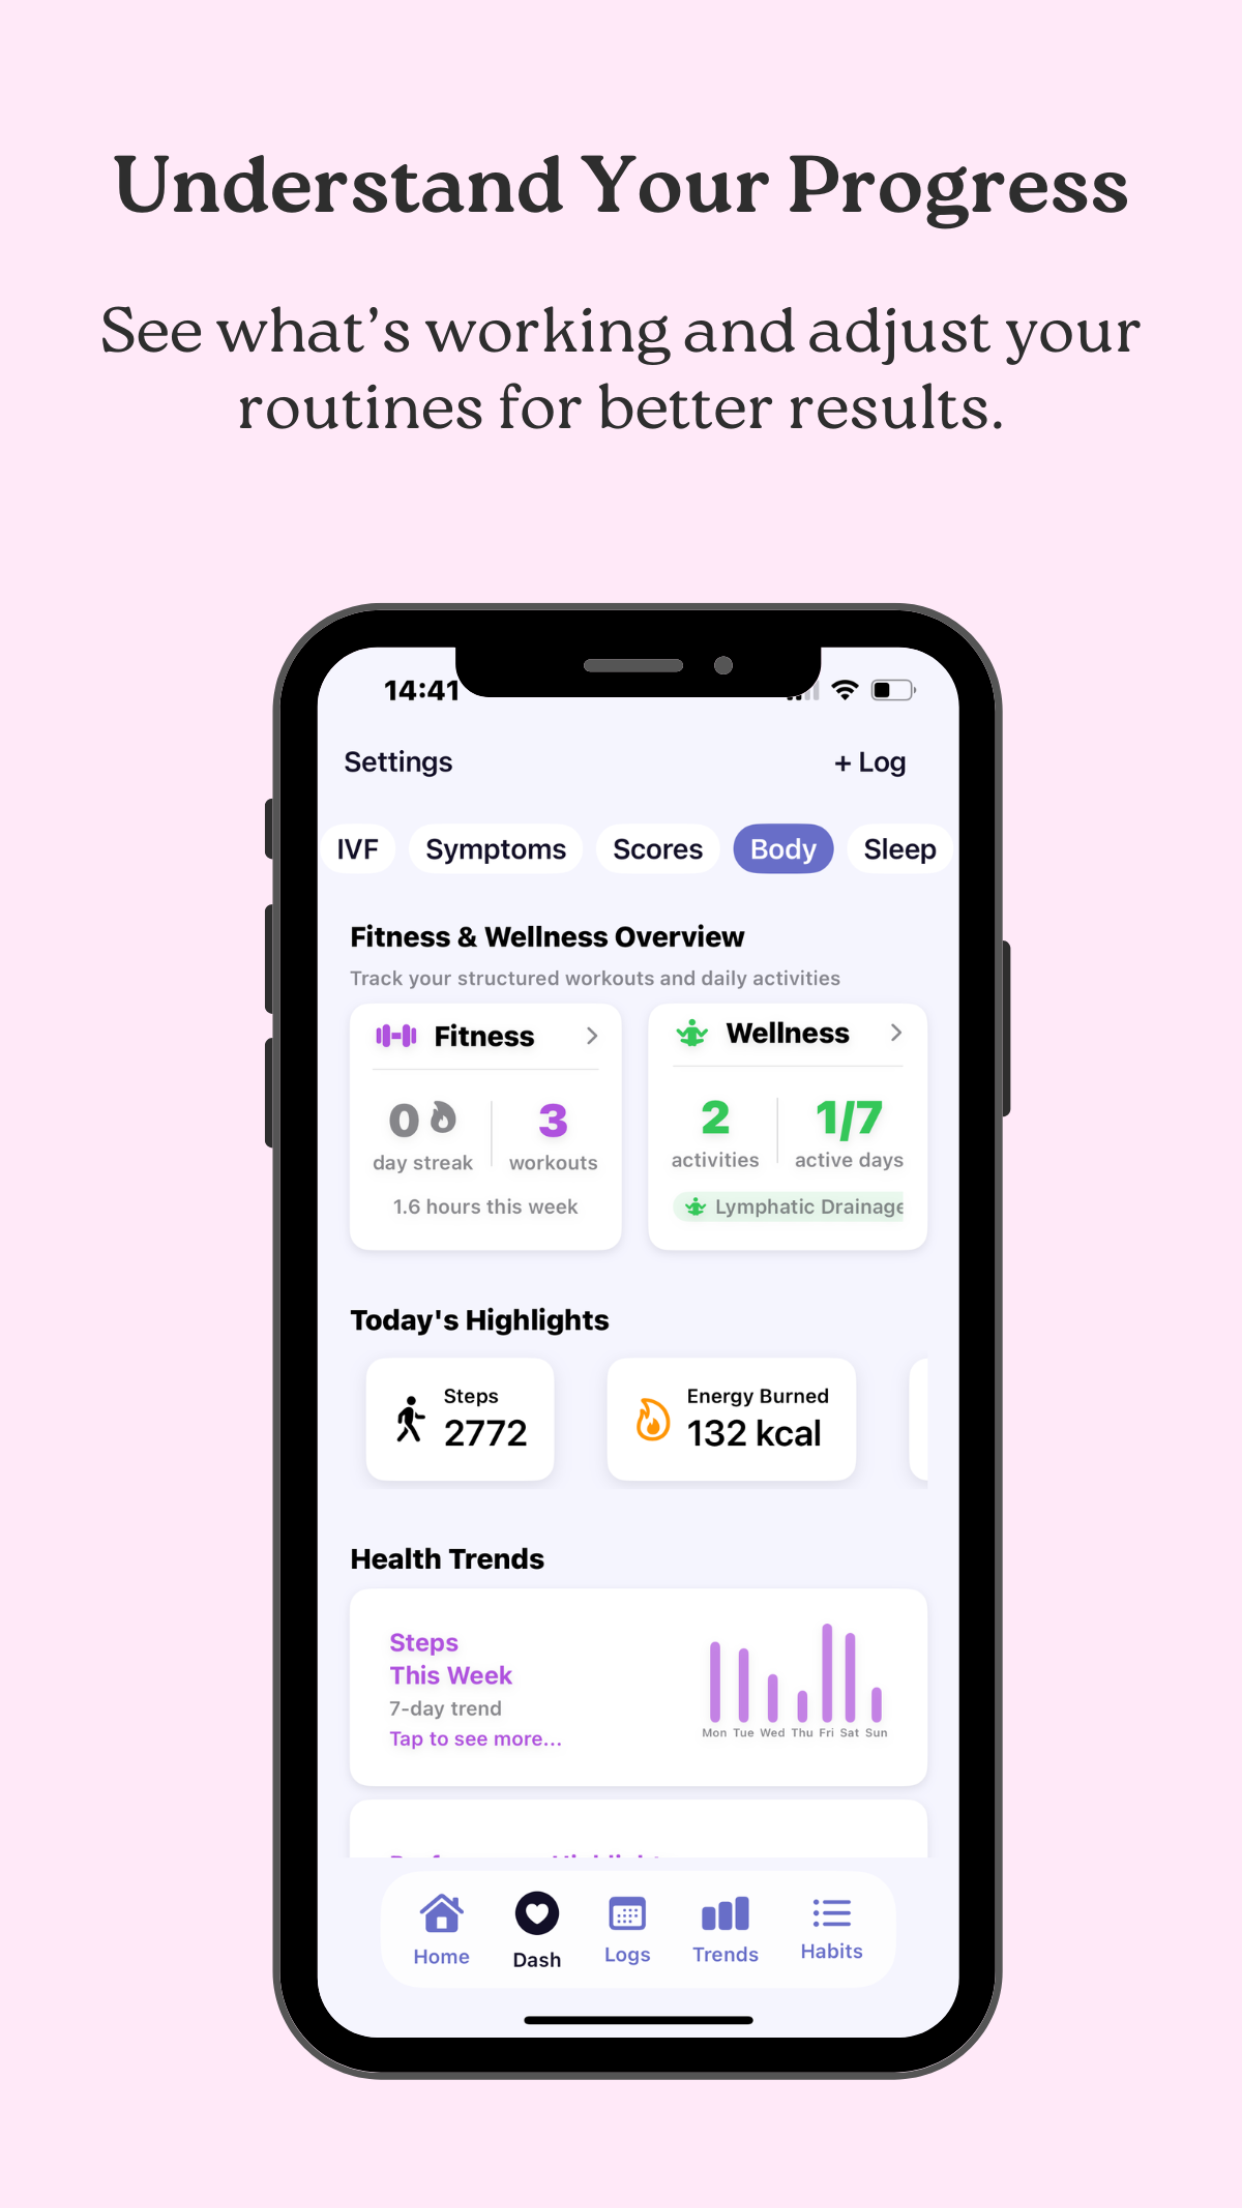 Understand Your Progress
See what's working and adjust your
routines for better results.
14:41
Settings
+ Log
IVF
Symptoms
Scores
Body
Sleep
Fitness & Wellness Overview
Track your structured workouts and daily activities
Fitness
0
day streak
3
workouts
1.6 hours this week
Wellness
2
activities
1/7
active days
Lymphatic Drainage
Today's Highlights
Steps
2772
Energy Burned
132 kcal
Health Trends
Steps
This Week
7-day trend
Tap to see more...
Mon Tue Wed Thu Fri Sat Sun
Home
Dash
Logs
Trends
Habits